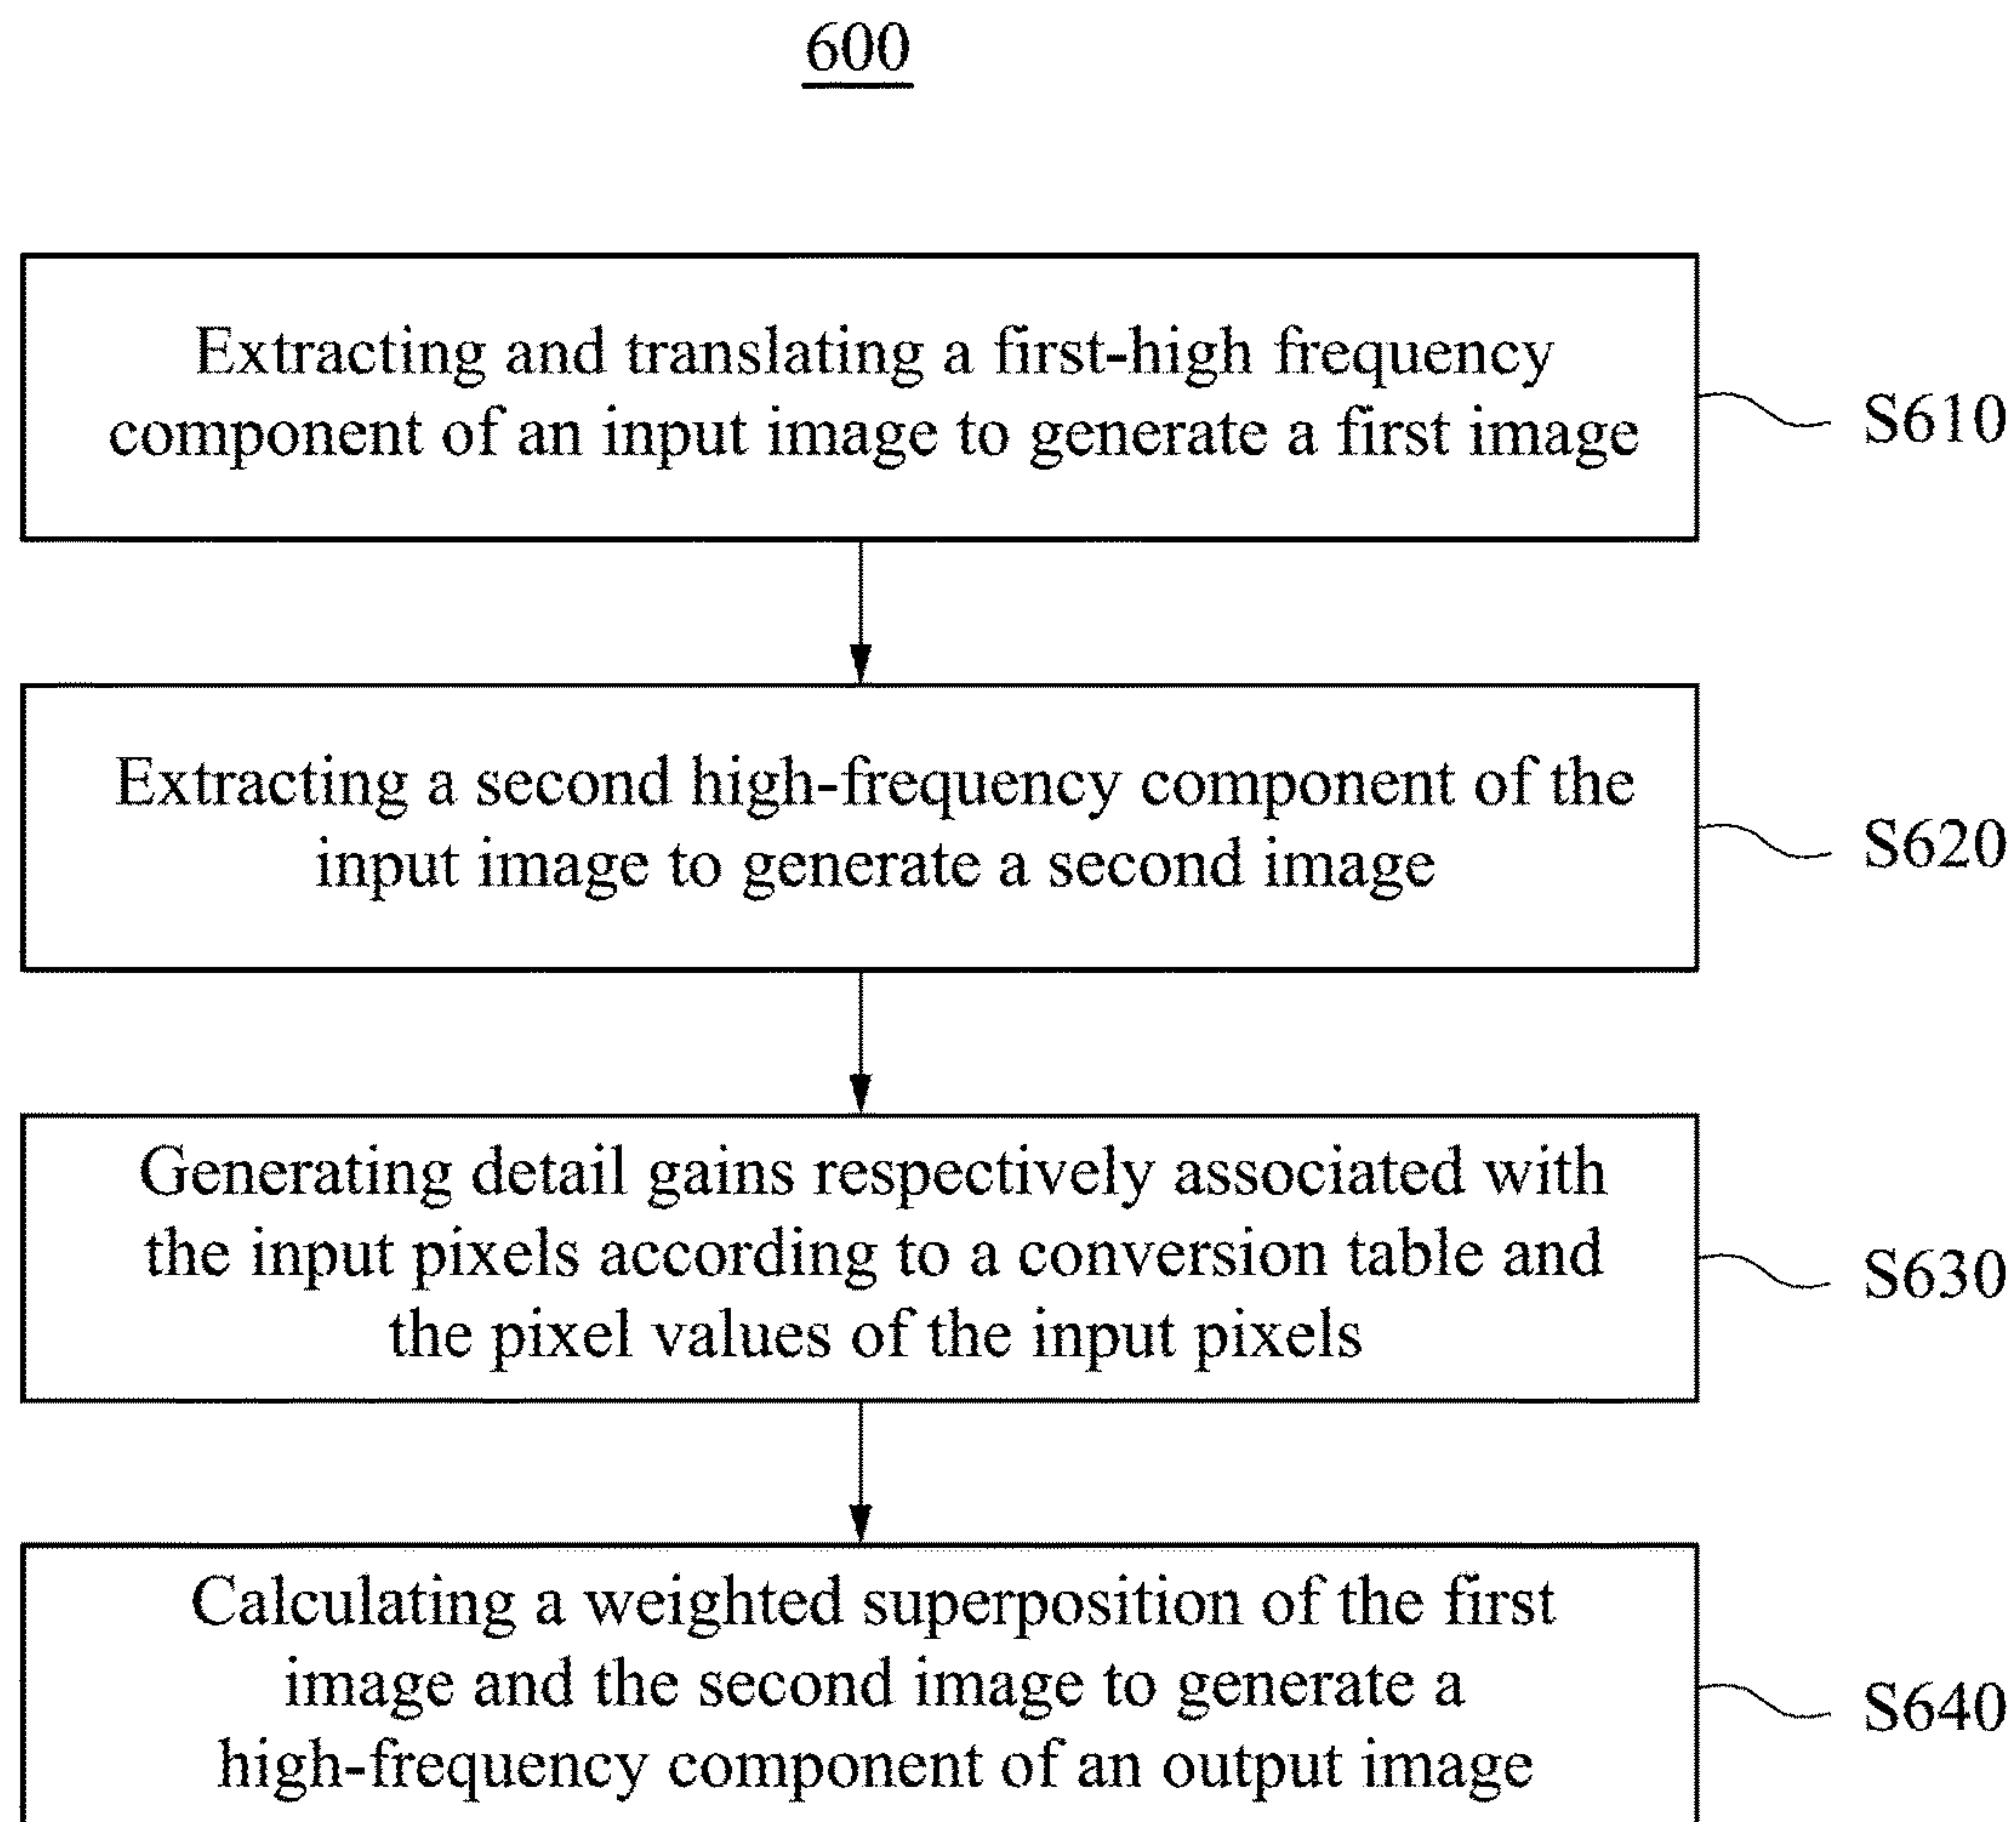 600
Extracting and translating a first-high frequency
component of an input image to generate a first image
S610
Extracting a second high-frequency component of the
input image to generate a second image
S620
Generating detail gains respectively associated with
the input pixels according to a conversion table and
the pixel values of the input pixels
S630
Calculating a weighted superposition of the first
image and the second image to generate a
high-frequency component of an output image
S640